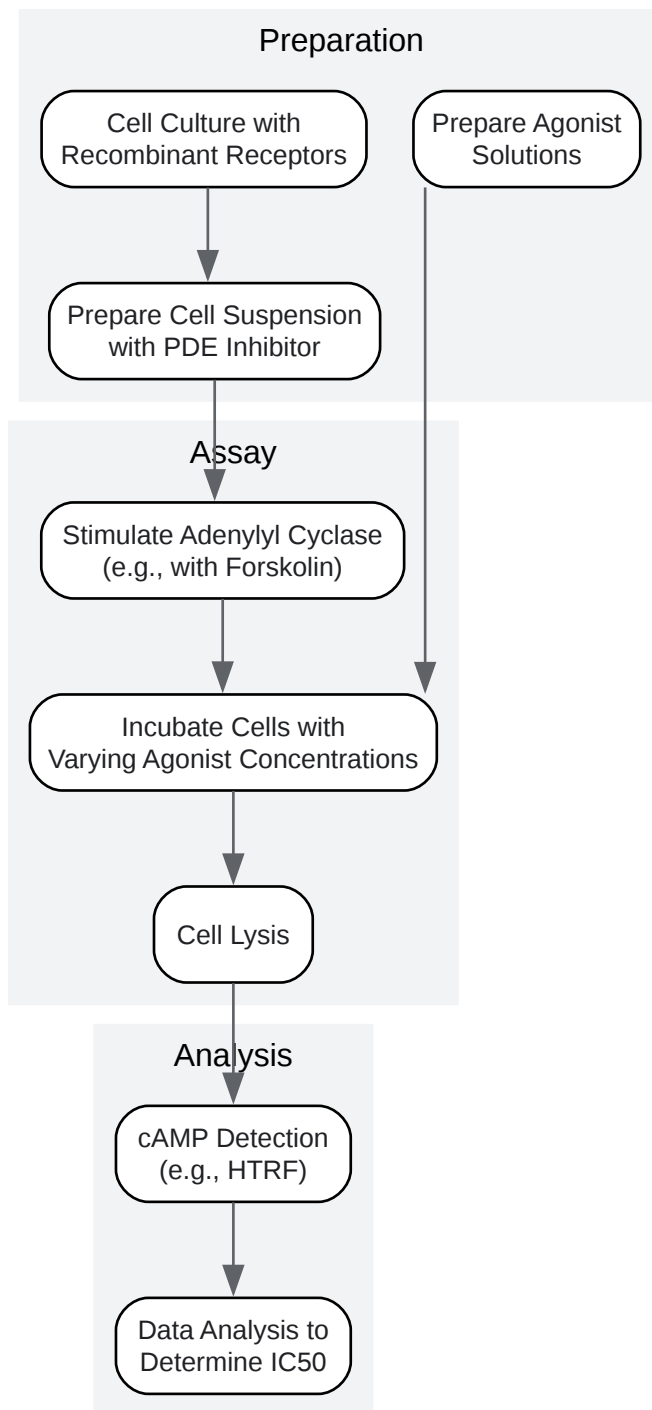 Preparation
Cell Culture with
Recombinant Receptors
Prepare Agonist
Solutions
Prepare Cell Suspension
with PDE Inhibitor
Assay
Stimulate Adenylyl Cyclase
(e.g., with Forskolin)
Incubate Cells with
Varying Agonist Concentrations
Cell Lysis
Analysis
cAMP Detection
(e.g., HTRF)
Data Analysis to
Determine IC50